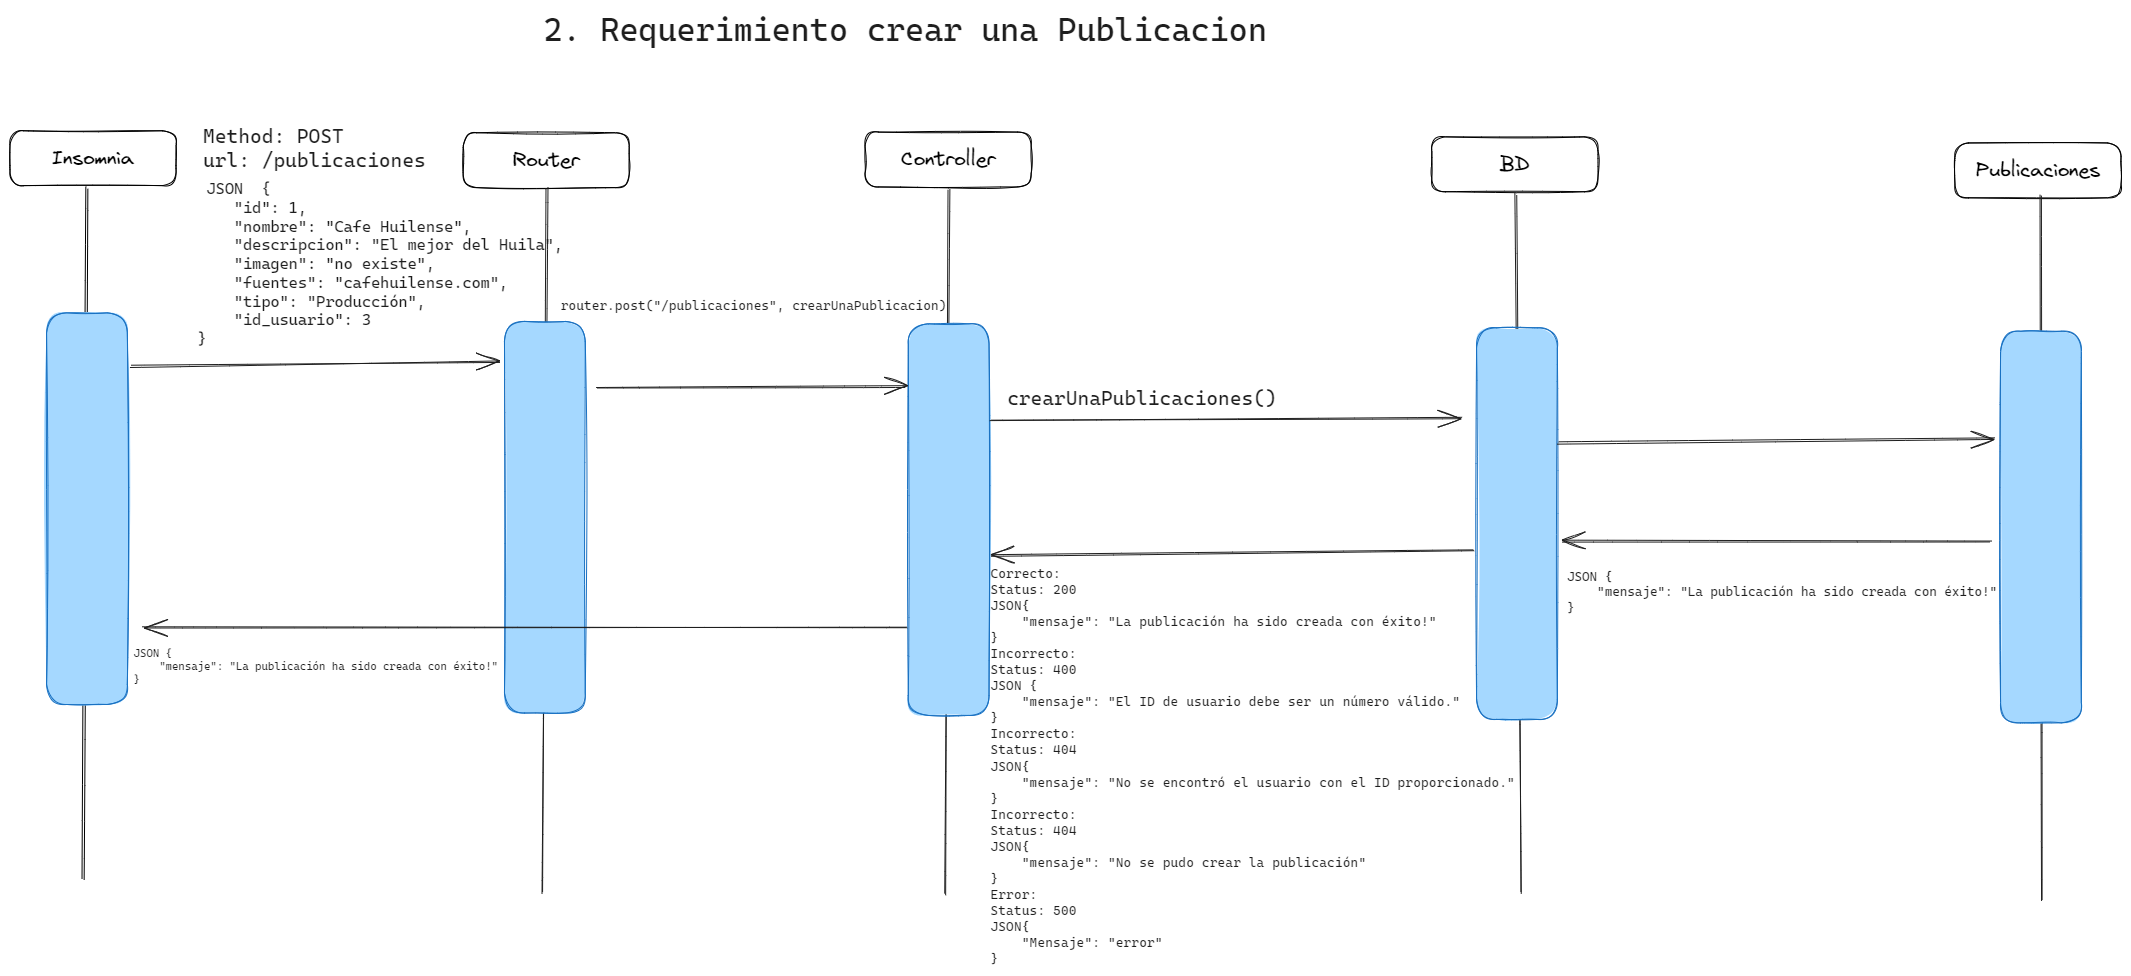 2. Requerimiento crear una Publicacion
Insomnia
Method: POST
url: /publicaciones
JSON  {
   "id": 1,
   "nombre": "Cafe Huilense",
   "descripcion": "El mejor del Huila",
   "imagen": "no existe",
   "fuentes": "cafehuilense.com",
   "tipo": "Producción",
   "id_usuario": 3
}
Router
router.post("/publicaciones", crearUnaPublicacion)
Controller
crearUnaPublicaciones()
BD
Publicaciones
JSON {
    "mensaje": "La publicación ha sido creada con éxito!"
}
Correcto:
Status: 200
JSON{
    "mensaje": "La publicación ha sido creada con éxito!"
}
Incorrecto:
Status: 400
JSON {
    "mensaje": "El ID de usuario debe ser un número válido."
}
Incorrecto:
Status: 404
JSON{
    "mensaje": "No se encontró el usuario con el ID proporcionado."
}
Incorrecto:
Status: 404
JSON{
    "mensaje": "No se pudo crear la publicación"
}
Error:
Status: 500
JSON{
    "Mensaje": "error"
}
JSON {
    "mensaje": "La publicación ha sido creada con éxito!"
}